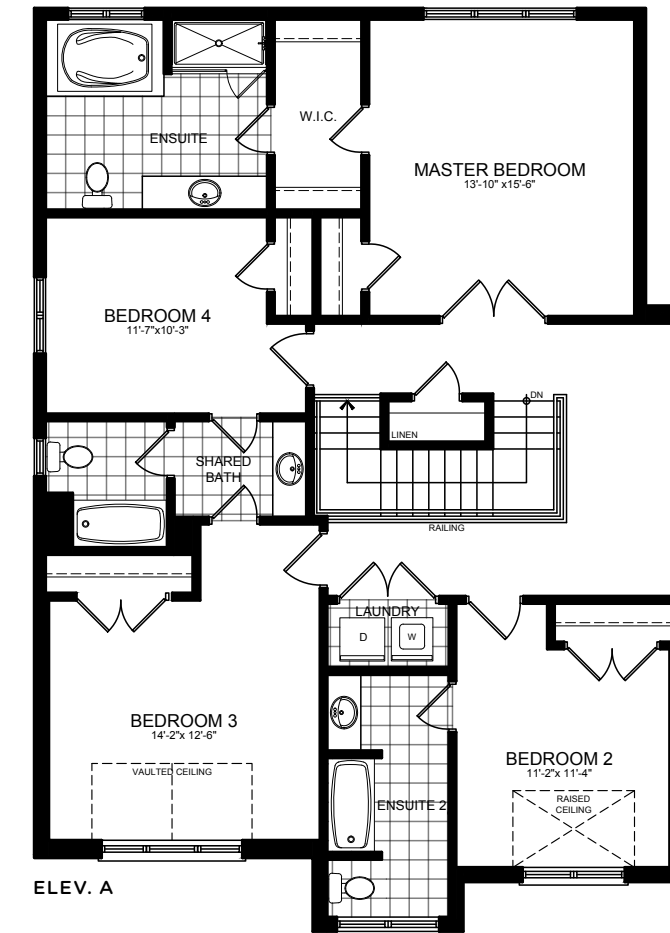 ENSUITE
W.I.C.
MASTER BEDROOM
13'-10" x15'-6"
BEDROOM 4
11'-7"x10'-3"
DN
LINEN
SHARED
BATH
RAILING
LAUNDRY
D
W
BEDROOM 3
14'-2"x 12'-6"
VAULTED CEILING
BEDROOM 2
11'-2"x 11'-4"
RAISED
CEILING
ENSUITE 2
ELEV. A